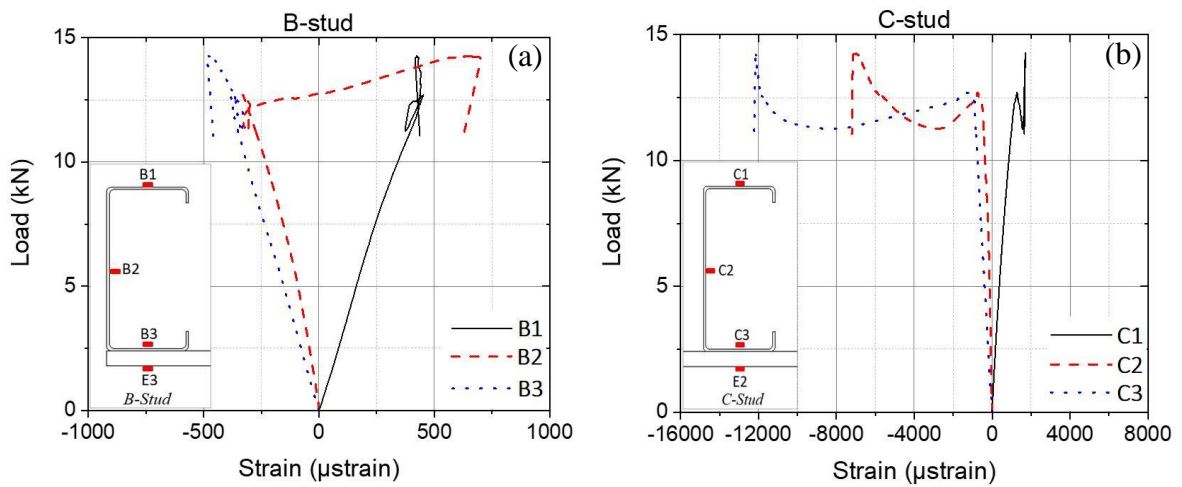 B-stud
(a)
15
10
5
0
Load (kN)
-1000
-500
0
500
1000
Strain (µstrain)
B1
B2
B3
E3
B-Stud
B1
B2
B3
C-stud
(b)
15
10
5
0
Load (kN)
-16000
-12000
-8000
-4000
0
4000
8000
Strain (µstrain)
C1
C2
C3
E2
C-Stud
C1
C2
C3